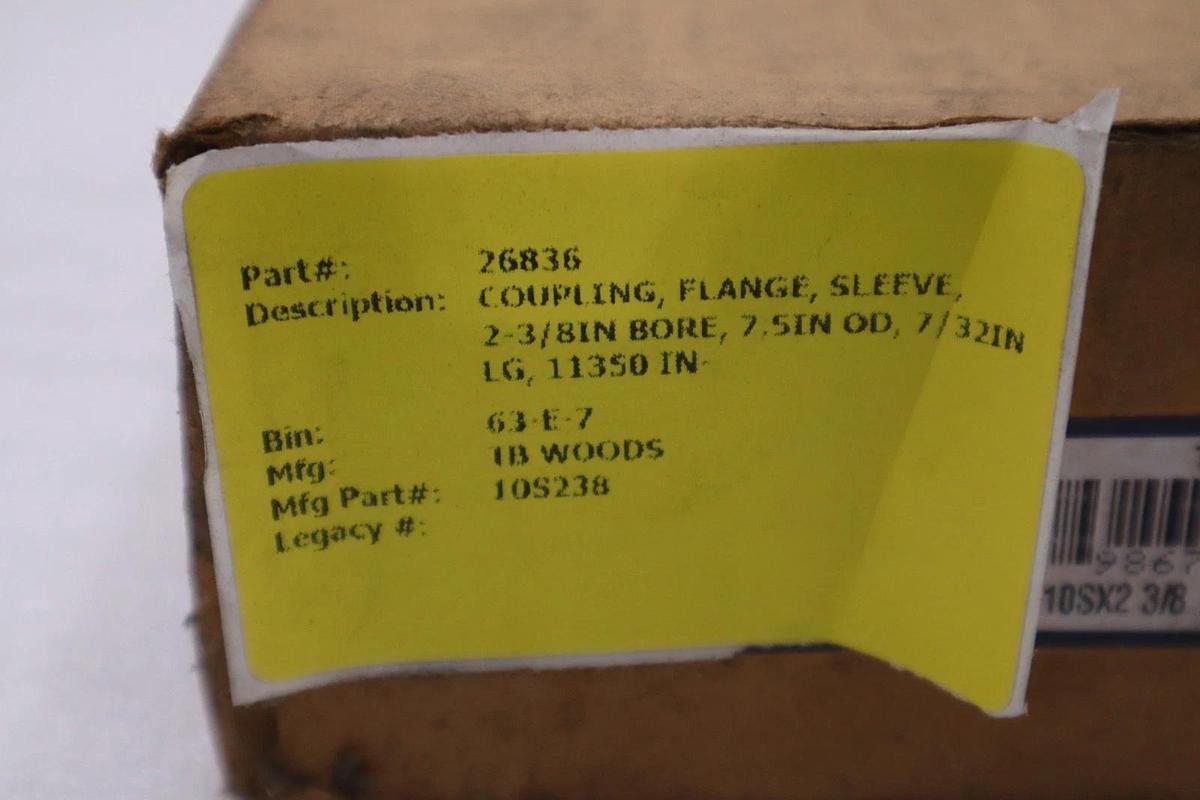 Part#: 26836
Description: COUPLING, FLANGE, SLEEVE,
2-3/8IN BORE, 7.5IN OD, 7/32IN
LG, 11350 IN-
Bin: 63-E-7
Mfg: TB WOODS
Mfg Part#: 10S238
Legacy #:
9867
10SX2 3/8